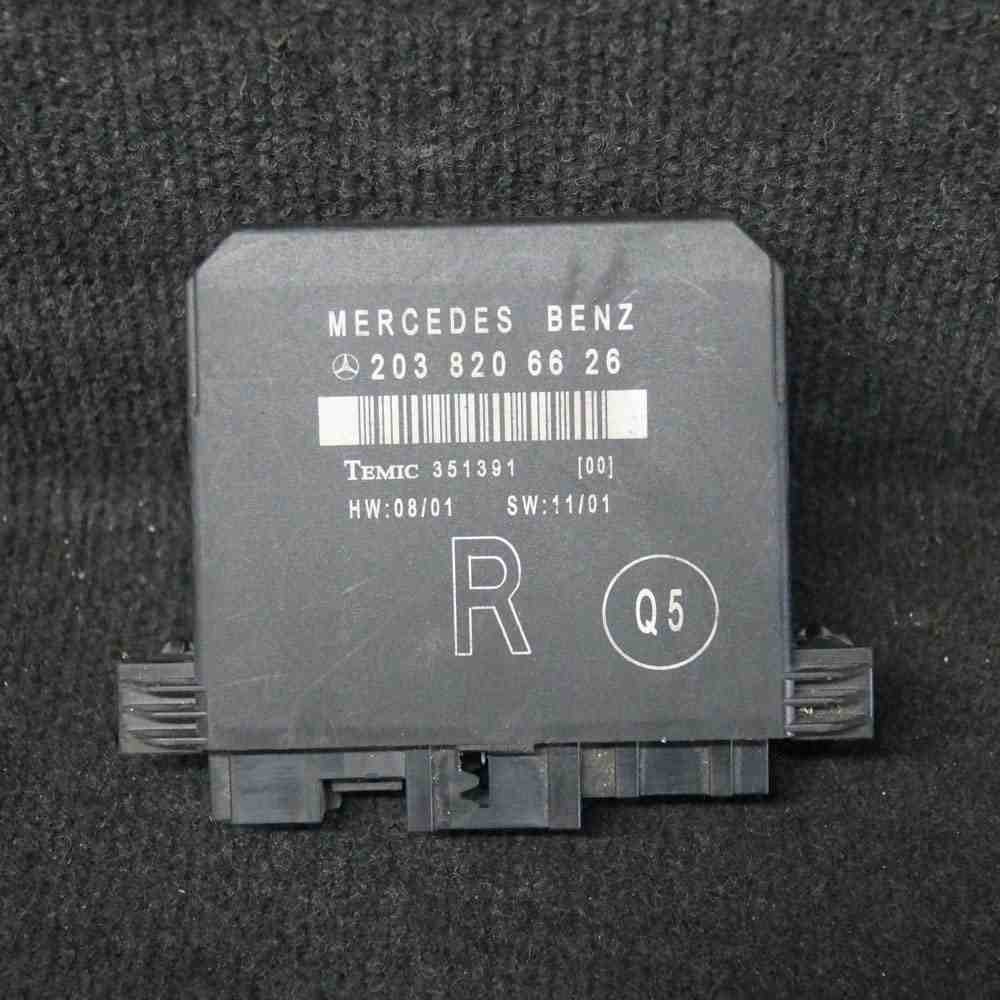 MERCEDES BENZ
203 820 66 26
TEMIC 351391 [00]
HW:08/01 SW:11/01
R
Q5